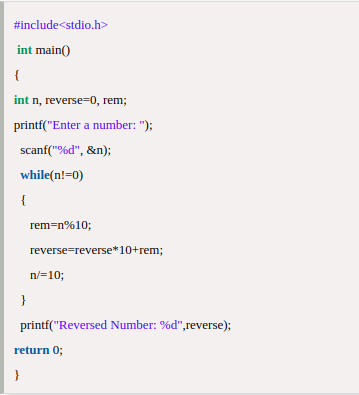 #include<stdio.h>
int main()
{
int n, reverse=0, rem;
printf("Enter a number: ");
scanf("%d", &n);
while(n!=0)
{
rem=n%10;
reverse=reverse*10+rem;
n/=10;
}
printf("Reversed Number: %d",reverse);
return 0;
}